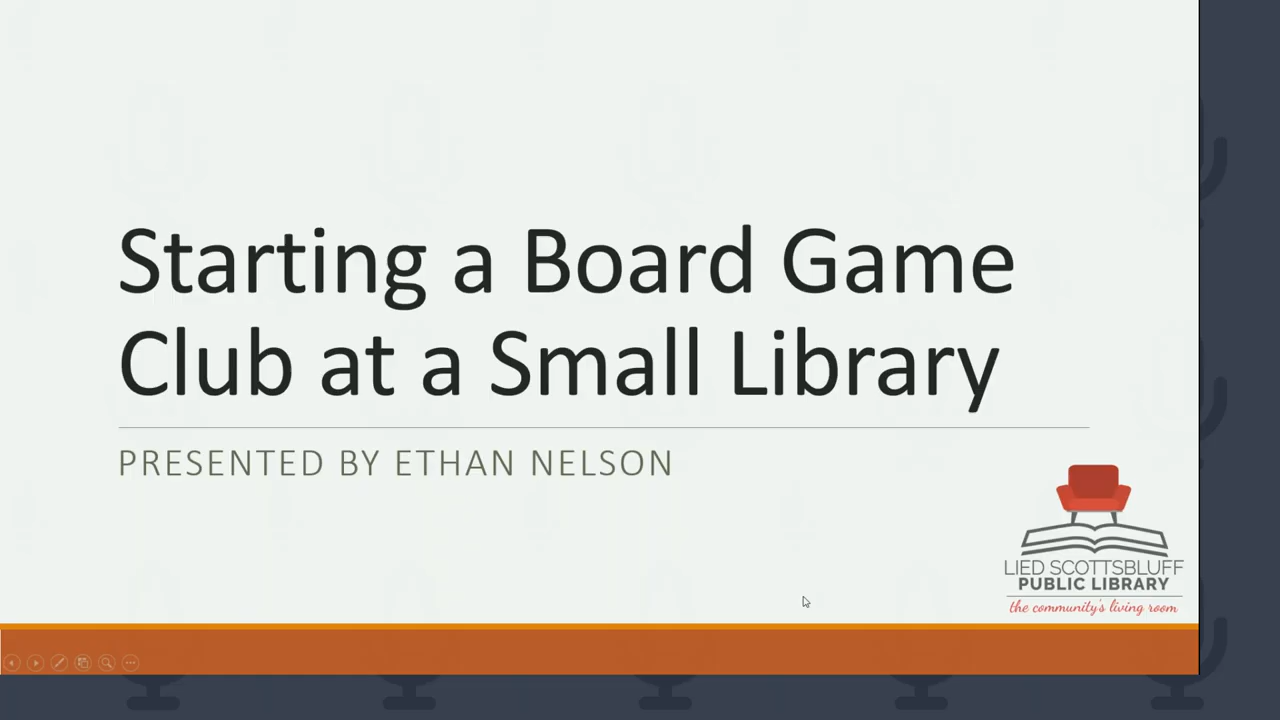 Starting a Board Game
Club at a Small Library
PRESENTED BY ETHAN NELSON
LIED SCOTTSBLUFF
PUBLIC LIBRARY
the community's living room